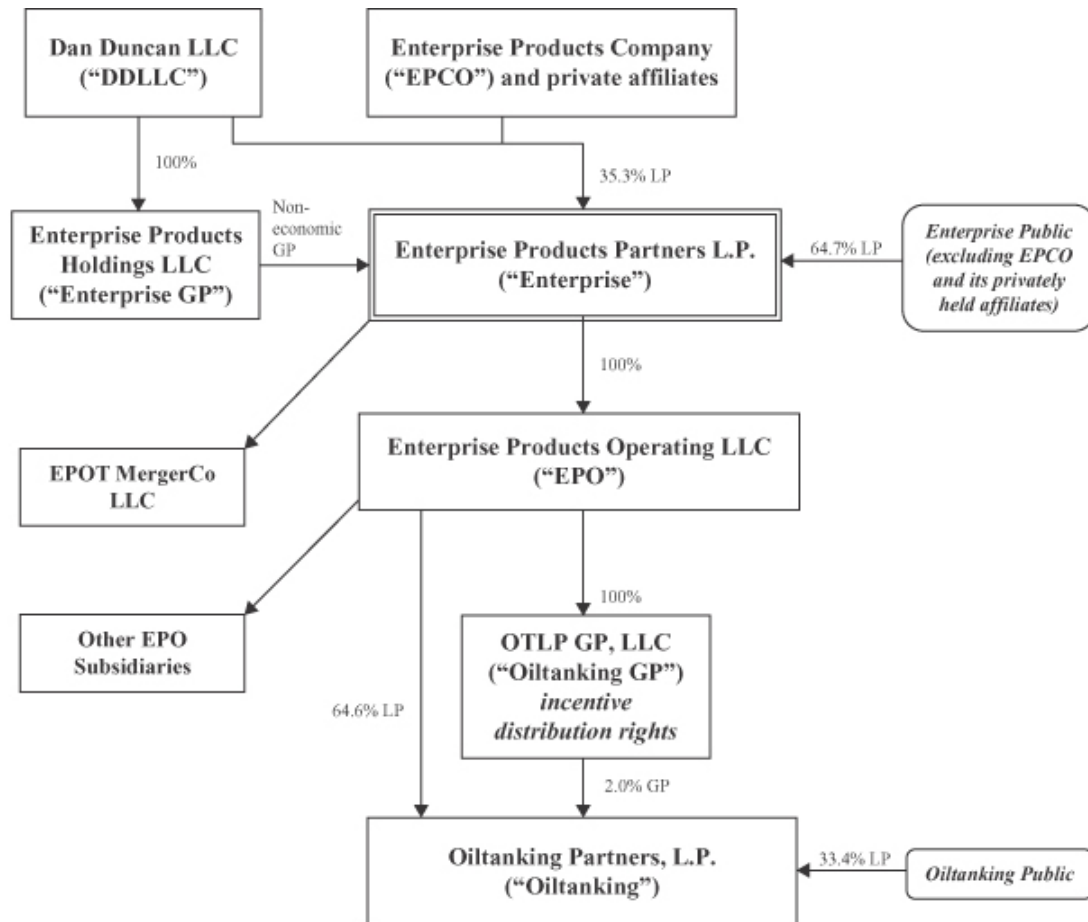 Dan Duncan LLC
(“DDLLC”)
Enterprise Products Company
(“EPCO”) and private affiliates
100%
35.3% LP
Enterprise Products
Holdings LLC
(“Enterprise GP”)
Non-
economic
GP
Enterprise Products Partners L.P.
(“Enterprise”)
64.7% LP
Enterprise Public
(excluding EPCO
and its privately
held affiliates)
100%
EPOT MergerCo
LLC
Enterprise Products Operating LLC
(“EPO”)
Other EPO
Subsidiaries
100%
OTLP GP, LLC
(“Oiltanking GP”)
incentive
distribution rights
64.6% LP
2.0% GP
Oiltanking Partners, L.P.
(“Oiltanking”)
33.4% LP
Oiltanking Public